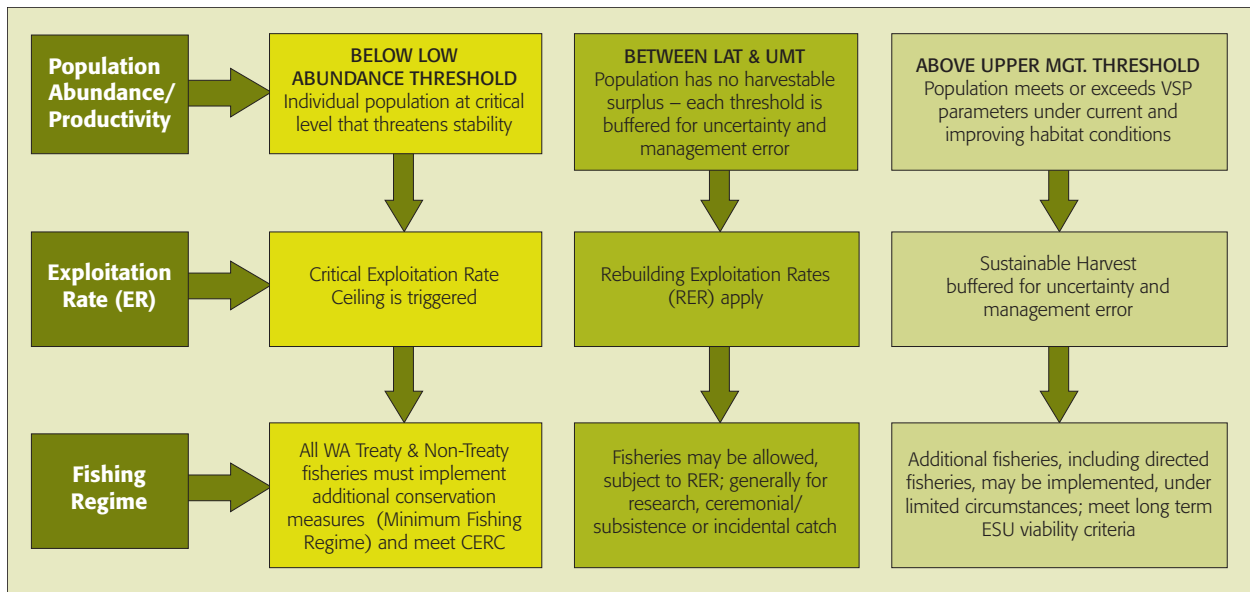 Population
Abundance/
Productivity
BELOW LOW
ABUNDANCE THRESHOLD
Individual population at critical
level that threatens stability
BETWEEN LAT & UMT
Population has no harvestable
surplus – each threshold is
buffered for uncertainty and
management error
ABOVE UPPER MGT. THRESHOLD
Population meets or exceeds VSP
parameters under current and
improving habitat conditions
Exploitation
Rate (ER)
Critical Exploitation Rate
Ceiling is triggered
Rebuilding Exploitation Rates
(RER) apply
Sustainable Harvest
buffered for uncertainty and
management error
Fishing
Regime
All WA Treaty & Non-Treaty
fisheries must implement
additional conservation
measures (Minimum Fishing
Regime) and meet CERC
Fisheries may be allowed,
subject to RER; generally for
research, ceremonial/
subsistence or incidental catch
Additional fisheries, including directed
fisheries, may be implemented, under
limited circumstances; meet long term
ESU viability criteria